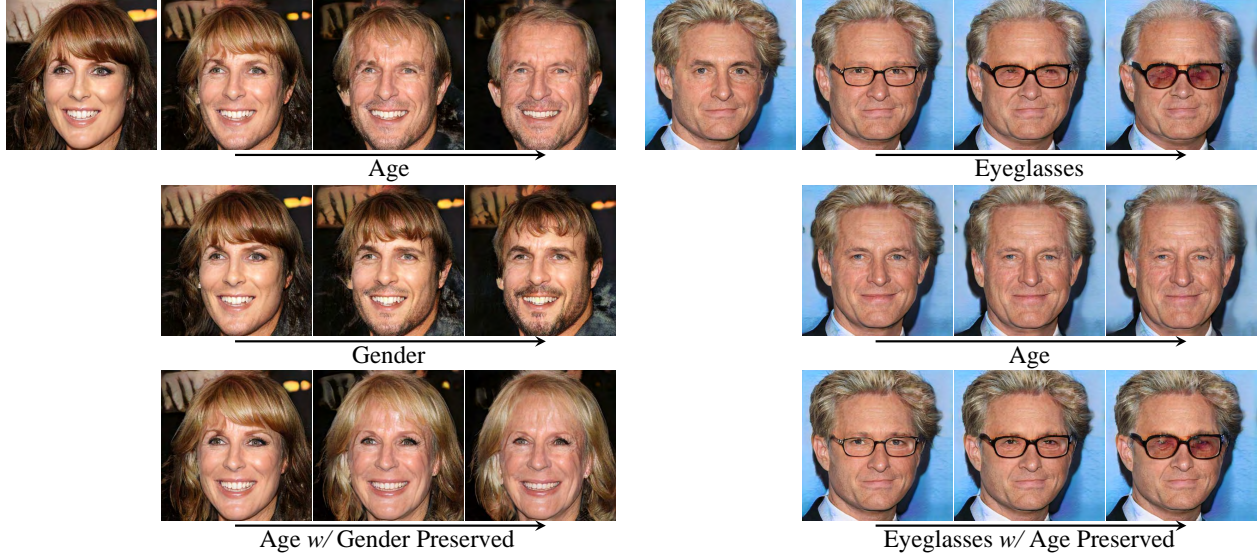 Age
Eyeglasses
Gender
Age
Age w/ Gender Preserved
Eyeglasses w/ Age Preserved